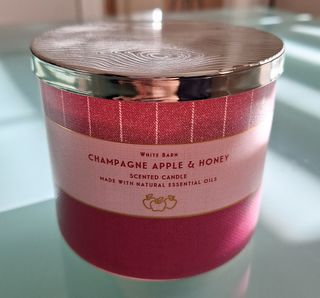 WHITE BARN
CHAMPAGNE APPLE & HONEY
SCENTED CANDLE
MADE WITH NATURAL ESSENTIAL OILS